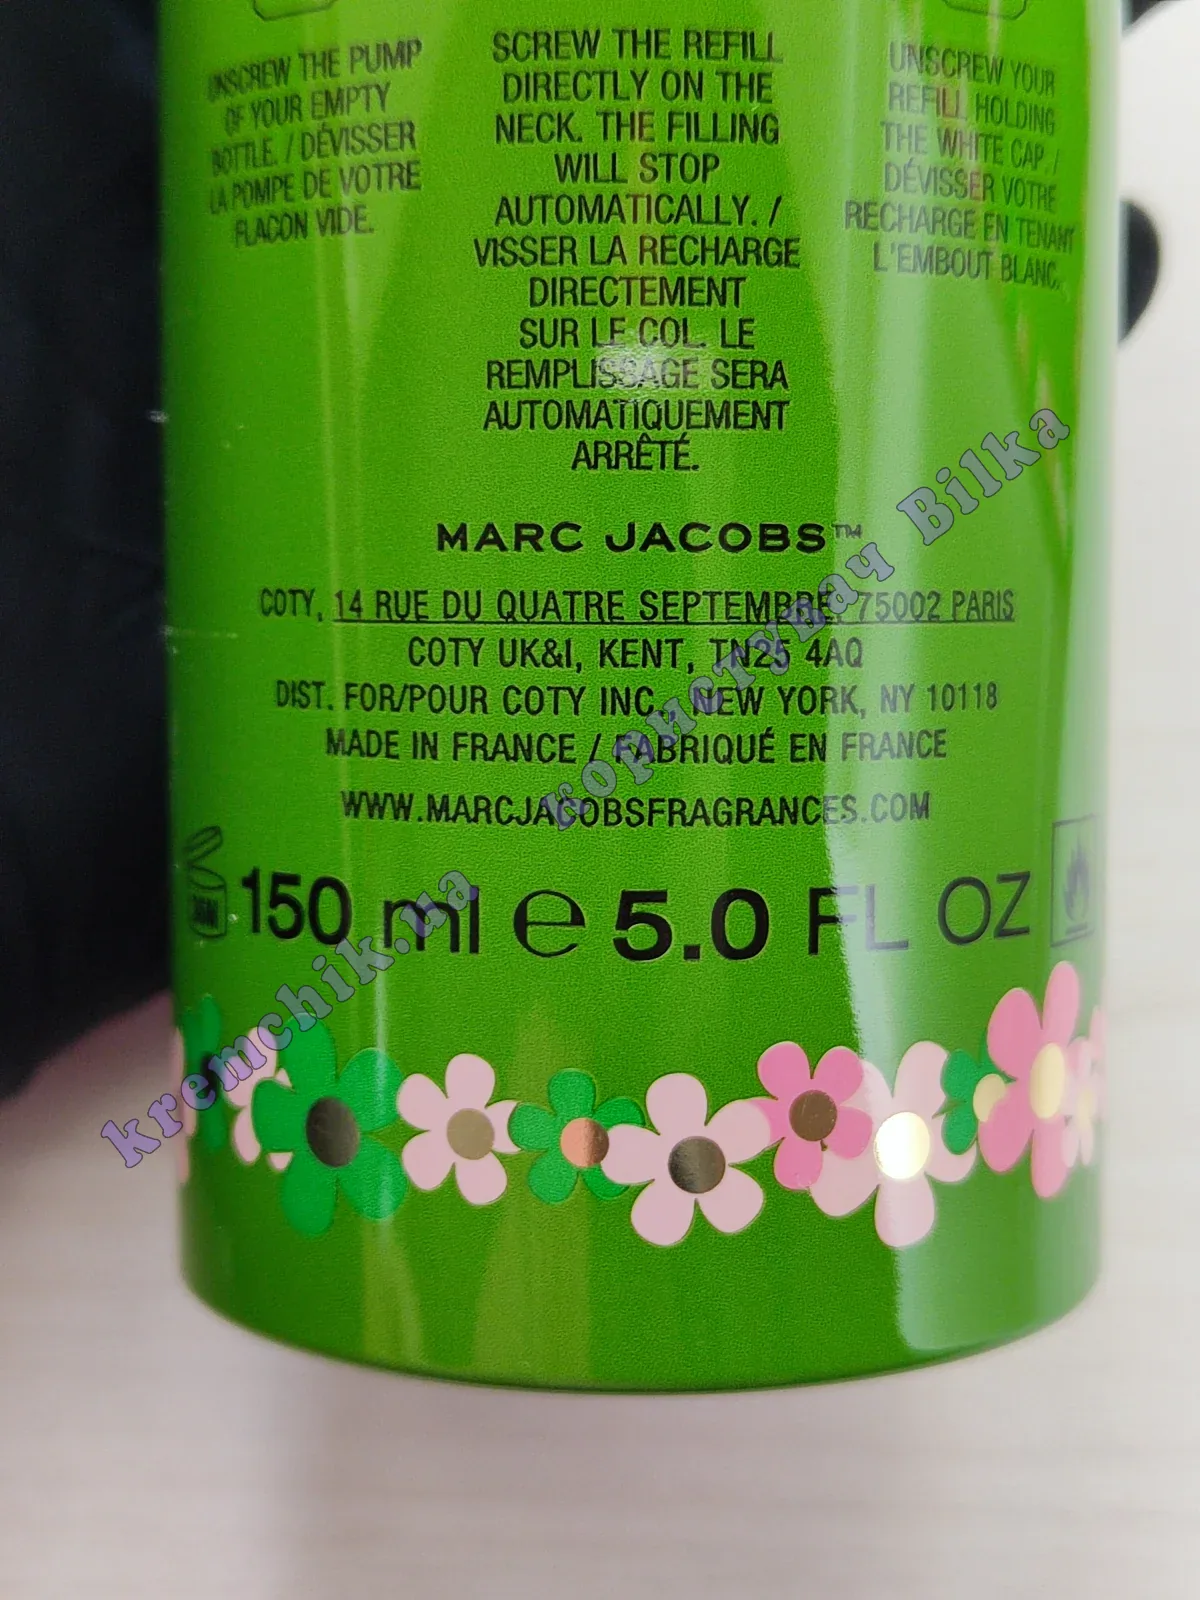 UNSCREW THE PUMP
OF YOUR EMPTY
BOTTLE. / DÉVISSER
LA POMPE DE VOTRE
FLACON VIDE.
SCREW THE REFILL
DIRECTLY ON THE
NECK. THE FILLING
WILL STOP
AUTOMATICALLY. /
VISSER LA RECHARGE
DIRECTEMENT
SUR LE COL. LE
REMPLISSAGE SERA
AUTOMATIQUEMENT
ARRÊTÉ.
UNSCREW YOUR
REFILL HOLDING
THE WHITE CAP. /
DÉVISSER VOTRE
RECHARGE EN TENANT
L'EMBOUT BLANC.
MARC JACOBS™
COTY, 14 RUE DU QUATRE SEPTEMBRE, 75002 PARIS
COTY UK&I, KENT, TN25 4AQ
DIST. FOR/POUR COTY INC., NEW YORK, NY 10118
MADE IN FRANCE / FABRIQUÉ EN FRANCE
WWW.MARCJACOBSFRAGRANCES.COM
150 ml e 5.0 FL OZ
kremchik.ua
користувач Bilka